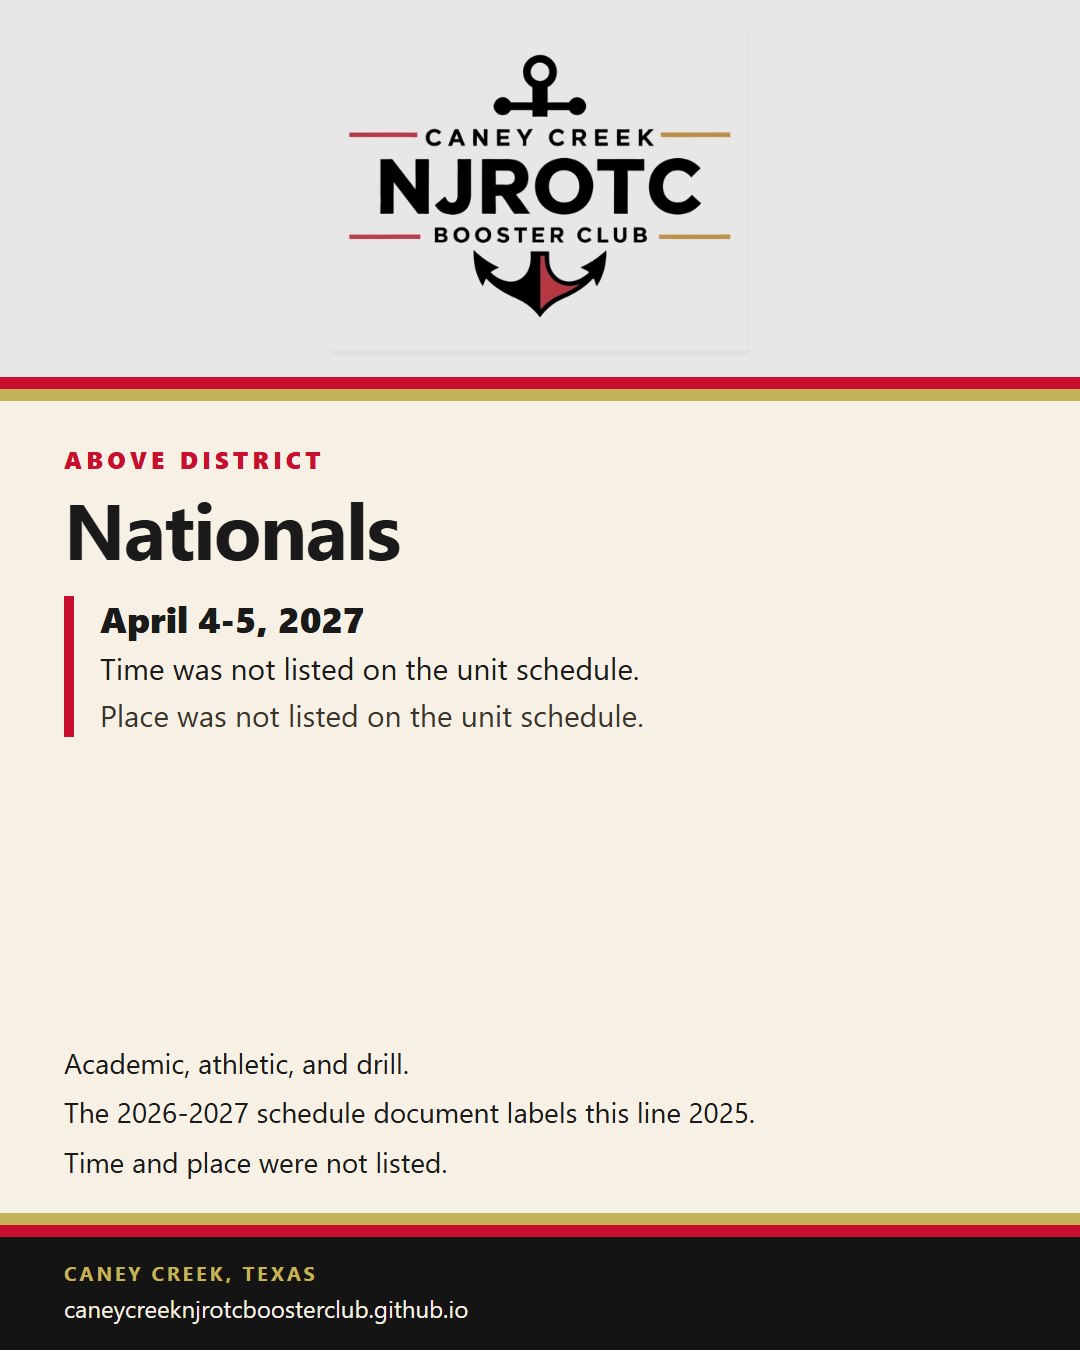 CANEY CREEK
NJROTC
BOOSTER CLUB
ABOVE DISTRICT
Nationals
April 4-5, 2027
Time was not listed on the unit schedule.
Place was not listed on the unit schedule.
Academic, athletic, and drill.
The 2026-2027 schedule document labels this line 2025.
Time and place were not listed.
CANEY CREEK, TEXAS
caneycreeknjrotcboosterclub.github.io